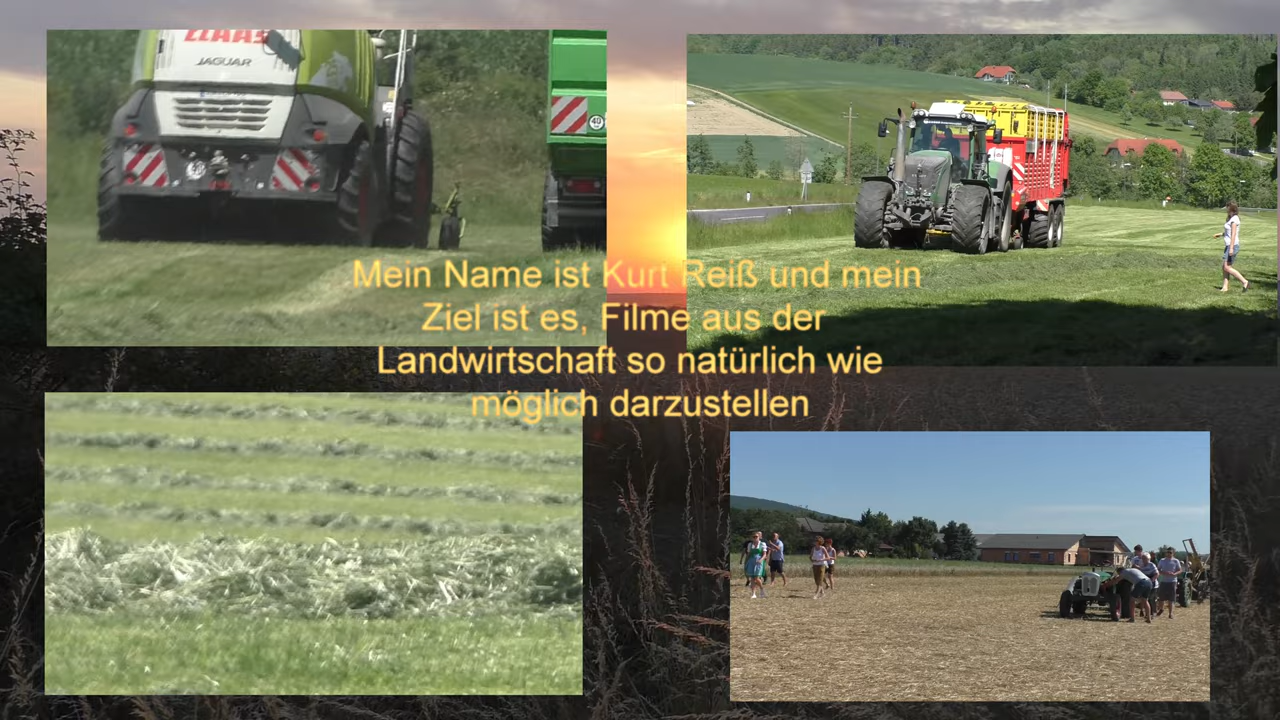 CLAAS
JAGUAR
40
Mein Name ist Kurt Reiß und mein
Ziel ist es, Filme aus der
Landwirtschaft so natürlich wie
möglich darzustellen